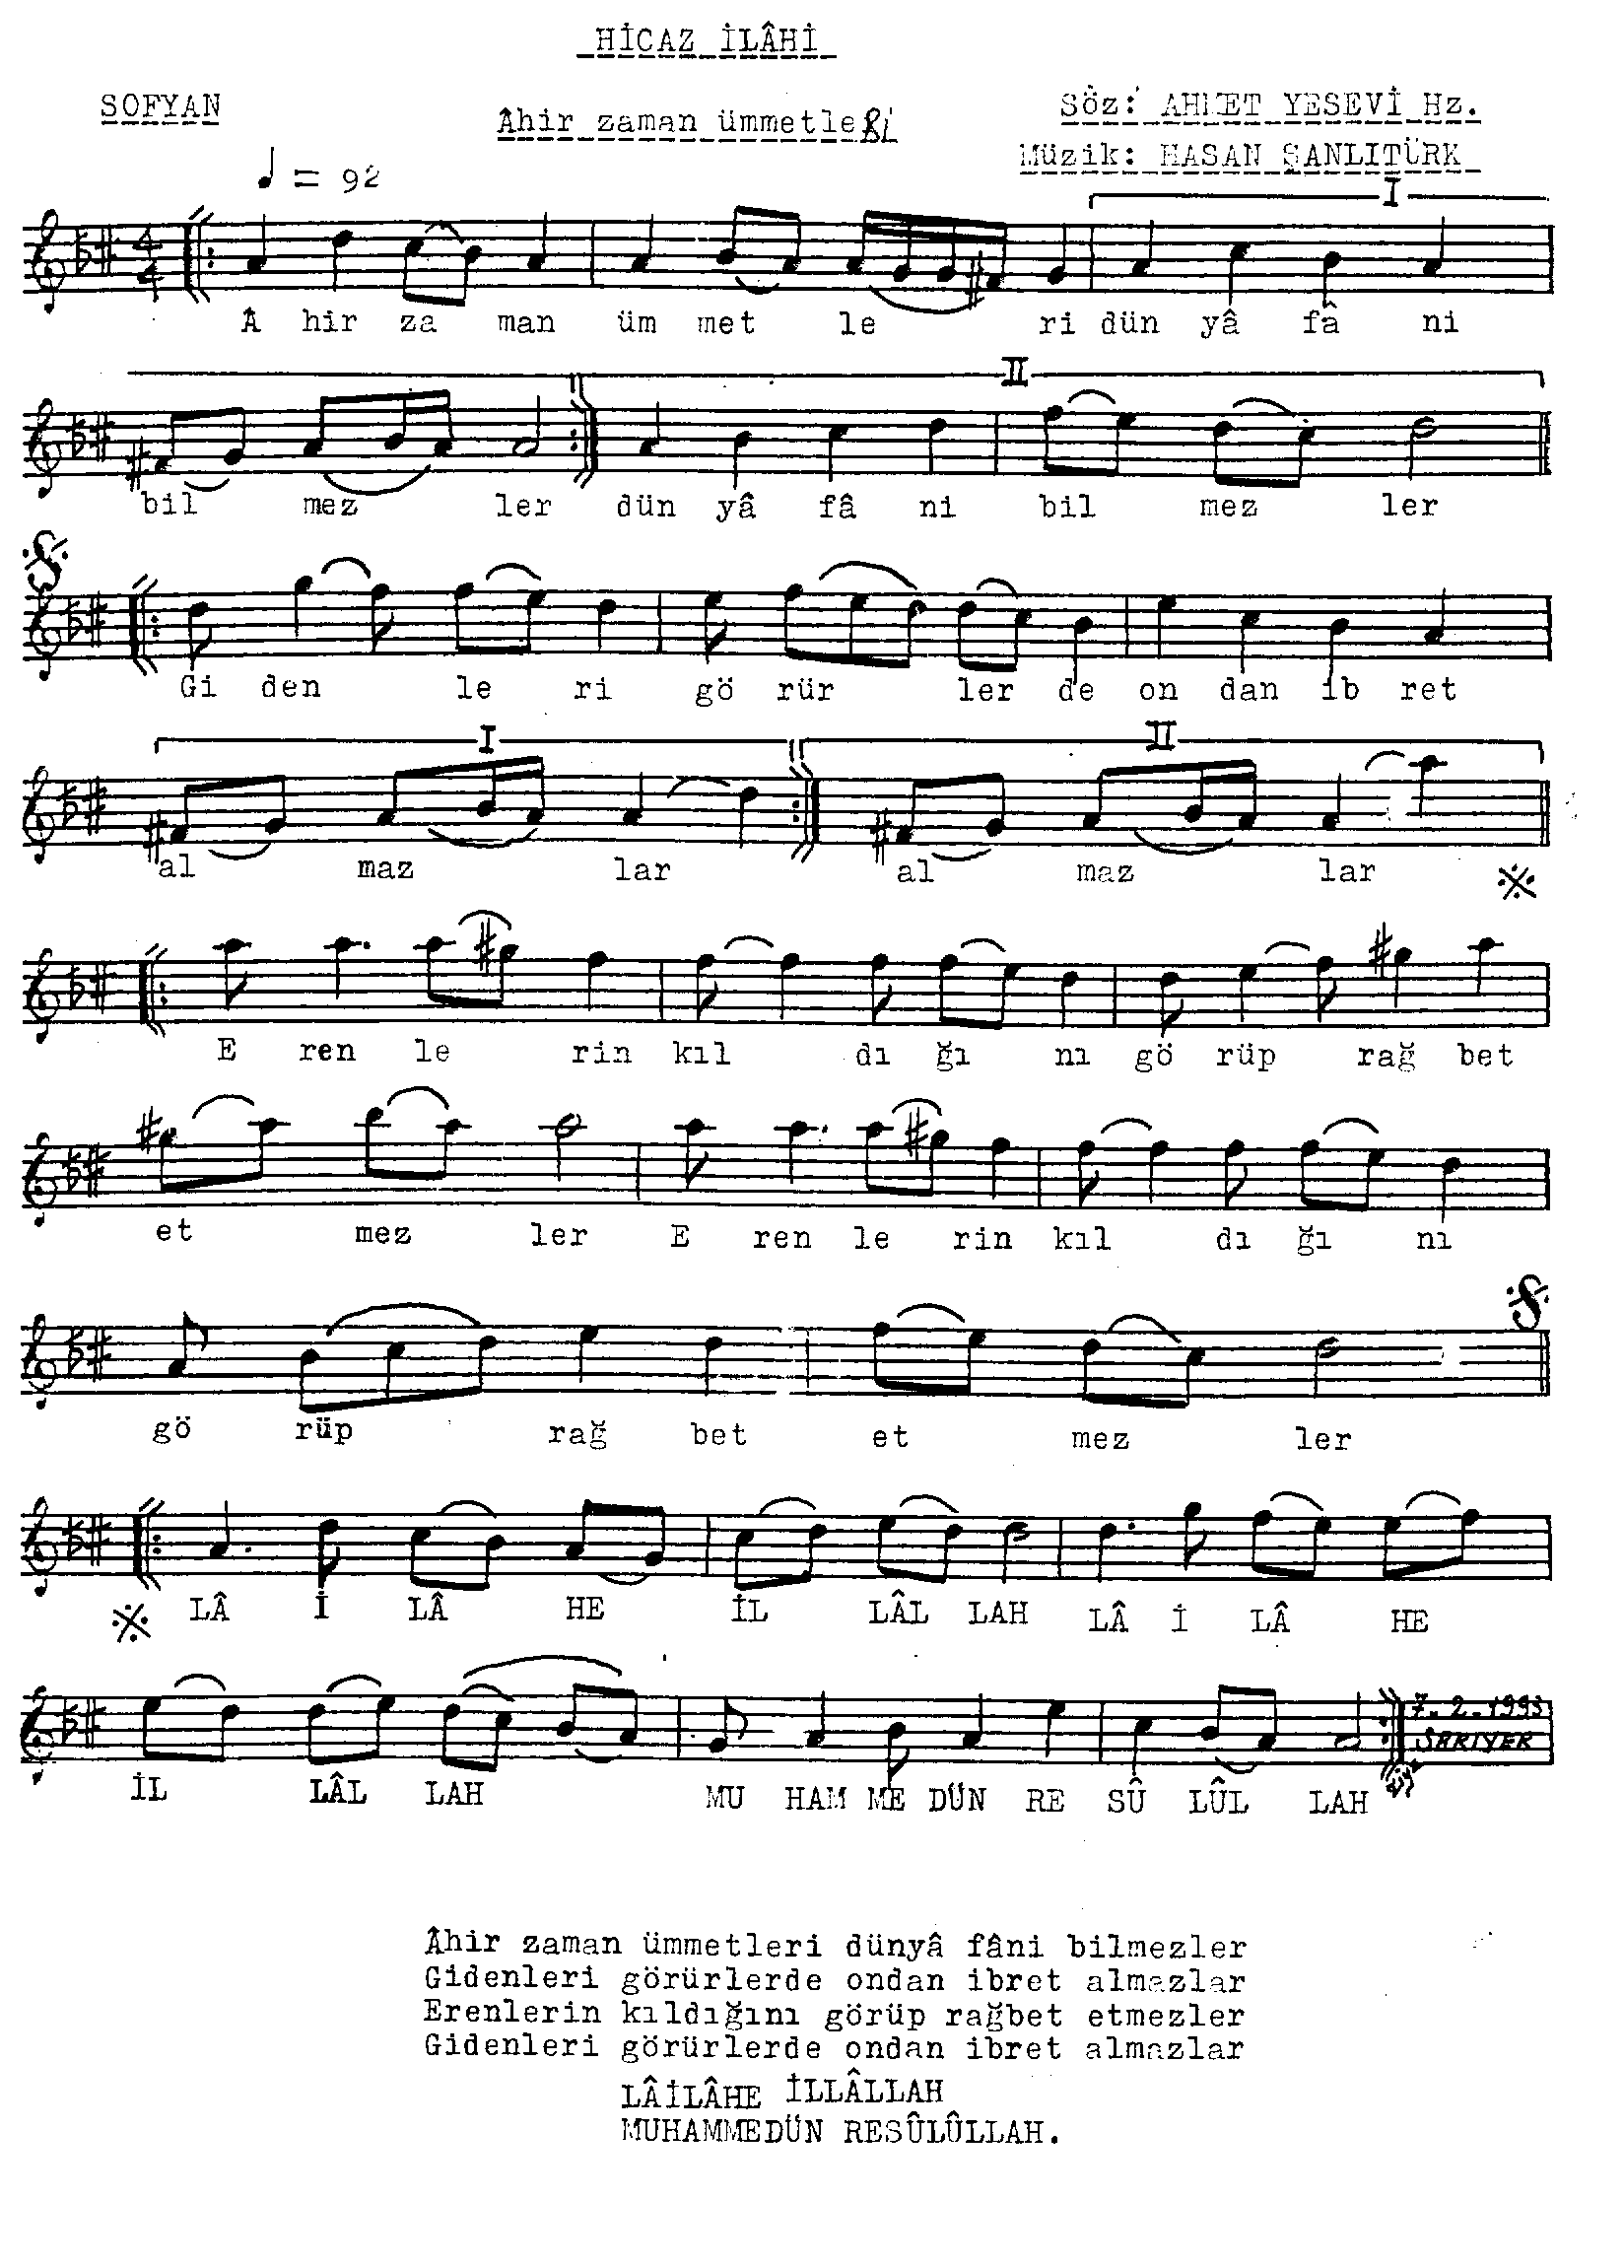 HİCAZ İLÂHİ
SOFYAN
Âhir zaman ümmetleRi
Söz: AHMET YESEVİ Hz.
Müzik: HASAN ŞANLITÜRK
= 92
I
4/4
Â hir za man üm met le ri dün yâ fâ ni
II
bil mez ler dün yâ fâ ni bil mez ler
Gi den le ri gö rür ler de on dan ib ret
I II
al maz lar al maz lar
E ren le rin kıl dı ğı nı gö rüp rağ bet
et mez ler E ren le rin kıl dı ğı nı
gö rüp rağ bet et mez ler
LÂ İ LÂ HE İL LÂL LAH LÂ İ LÂ HE
7-2-1993
SARIYER
İL LÂL LAH MU HAM ME DÜN RE SÛ LÛL LAH
Âhir zaman ümmetleri dünyâ fâni bilmezler
Gidenleri görürlerde ondan ibret almazlar
Erenlerin kıldığını görüp rağbet etmezler
Gidenleri görürlerde ondan ibret almazlar
LÂİLÂHE İLLÂLLAH
MUHAMMEDÜN RESÛLÛLLAH.